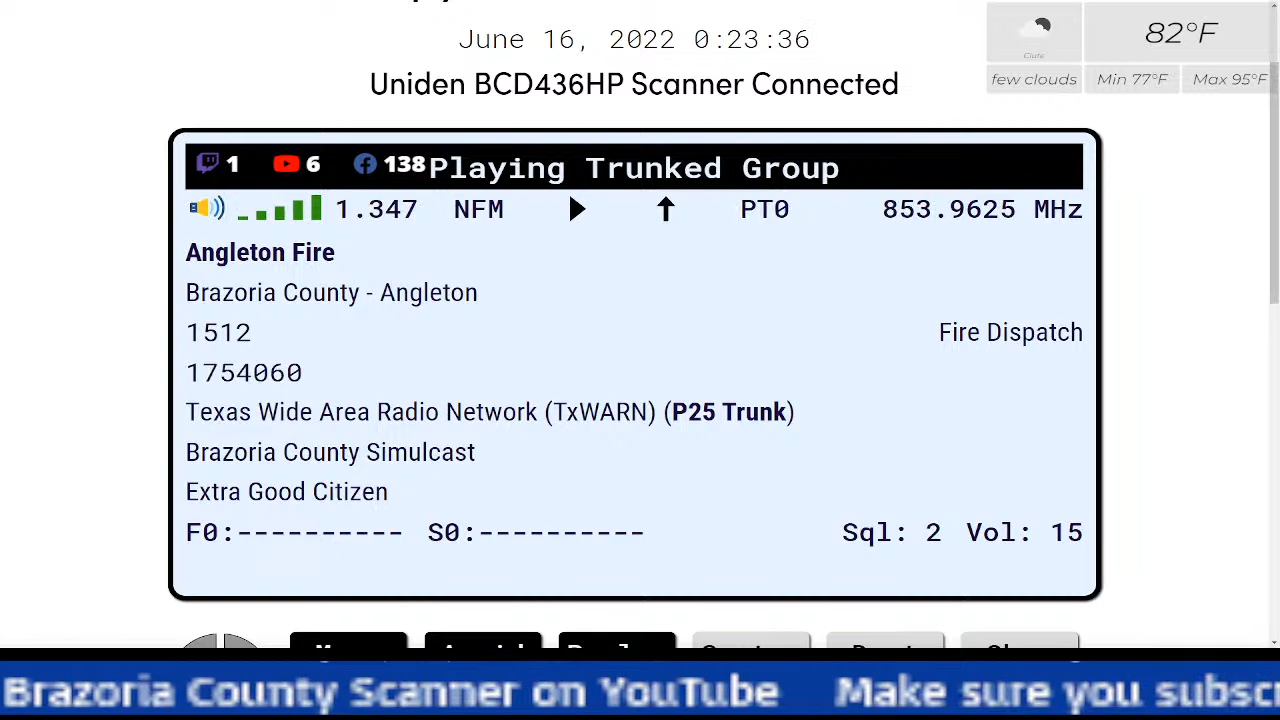 June 16, 2022 0:23:36
82°F
Clute
Uniden BCD436HP Scanner Connected
few clouds Min 77°F Max 95°F
1 6 138 Playing Trunked Group
1.347 NFM PT0 853.9625 MHz
Angleton Fire
Brazoria County - Angleton
1512 Fire Dispatch
1754060
Texas Wide Area Radio Network (TxWARN) (P25 Trunk)
Brazoria County Simulcast
Extra Good Citizen
F0:---------- S0:---------- Sql: 2 Vol: 15
Brazoria County Scanner on YouTube Make sure you subsc